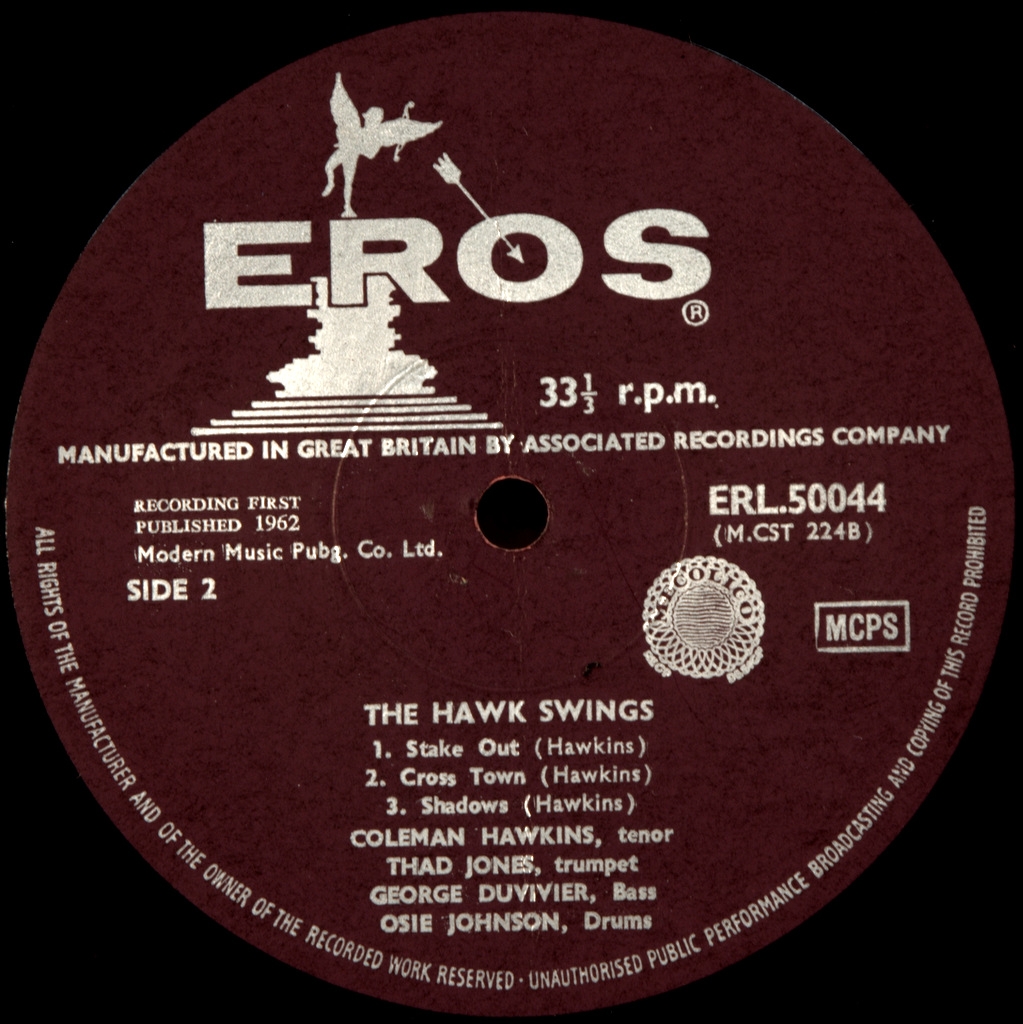 EROS
®
33⅓ r.p.m.
MANUFACTURED IN GREAT BRITAIN BY ASSOCIATED RECORDINGS COMPANY
RECORDING FIRST
PUBLISHED 1962
Modern Music Pubg. Co. Ltd.
SIDE 2
ERL.50044
(M.CST 224B)
MECOLICO
MCPS
THE HAWK SWINGS
1. Stake Out (Hawkins)
2. Cross Town (Hawkins)
3. Shadows (Hawkins)
COLEMAN HAWKINS, tenor
THAD JONES, trumpet
GEORGE DUVIVIER, Bass
OSIE JOHNSON, Drums
ALL RIGHTS OF THE MANUFACTURER AND OF THE OWNER OF THE RECORDED WORK RESERVED · UNAUTHORISED PUBLIC PERFORMANCE BROADCASTING AND COPYING OF THIS RECORD PROHIBITED